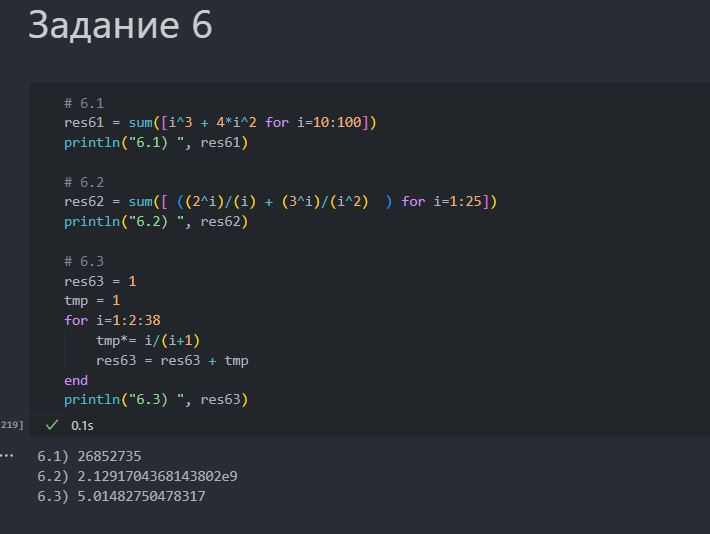 Задание 6
# 6.1
res61 = sum([i^3 + 4*i^2 for i=10:100])
println("6.1) ", res61)
# 6.2
res62 = sum([ ((2^i)/(i) + (3^i)/(i^2)  ) for i=1:25])
println("6.2) ", res62)
# 6.3
res63 = 1
tmp = 1
for i=1:2:38
    tmp*= i/(i+1)
    res63 = res63 + tmp
end
println("6.3) ", res63)
219] ✓ 0.1s
... 6.1) 26852735
6.2) 2.1291704368143802e9
6.3) 5.01482750478317